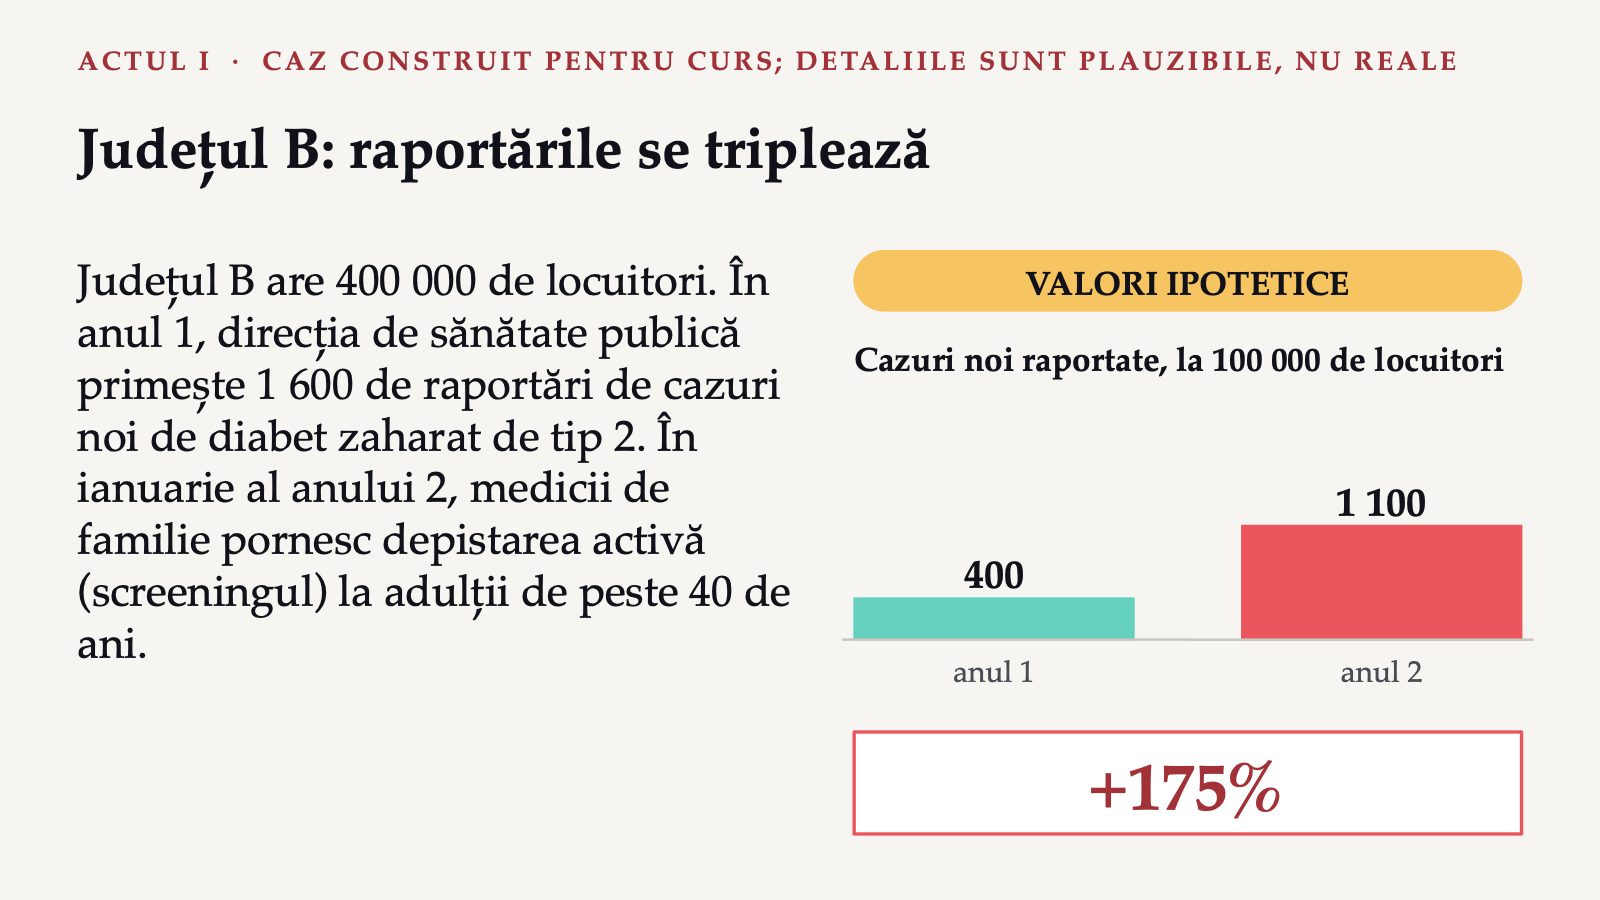 ACTUL I · CAZ CONSTRUIT PENTRU CURS; DETALIILE SUNT PLAUZIBILE, NU REALE
Județul B: raportările se triplează
Județul B are 400 000 de locuitori. În
anul 1, direcția de sănătate publică
primește 1 600 de raportări de cazuri
noi de diabet zaharat de tip 2. În
ianuarie al anului 2, medicii de
familie pornesc depistarea activă
(screeningul) la adulții de peste 40 de
ani.
VALORI IPOTETICE
Cazuri noi raportate, la 100 000 de locuitori
400
1 100
anul 1
anul 2
+175%